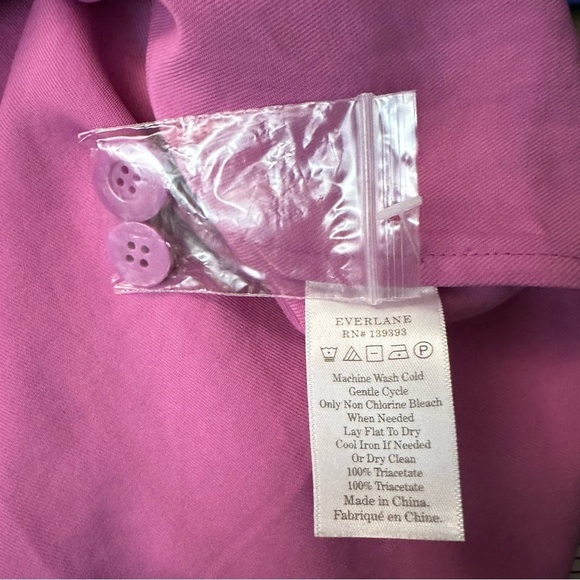 EVERLANE
RN# 139393
P
Machine Wash Cold
Gentle Cycle
Only Non Chlorine Bleach
When Needed
Lay Flat To Dry
Cool Iron If Needed
Or Dry Clean
100% Triacetate
100% Triacetate
Made in China.
Fabriqué en Chine.